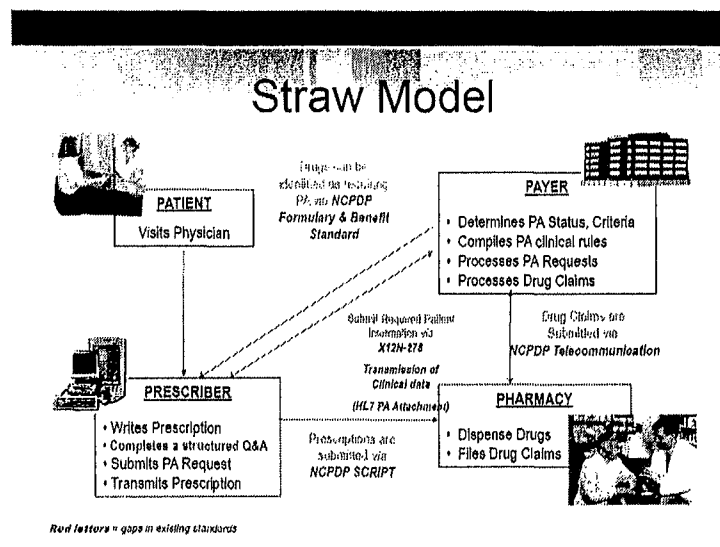 Straw Model
Drugs can be
identified as requiring
PA via NCPDP
Formulary & Benefit
Standard
PATIENT
Visits Physician
PAYER
• Determines PA Status, Criteria
• Compiles PA clinical rules
• Processes PA Requests
• Processes Drug Claims
Submit Required Patient
Information via
X12N-278
Transmission of
Clinical data
(HL7 PA Attachment)
Drug Claims are
Submitted via
NCPDP Telecommunication
PRESCRIBER
• Writes Prescription
• Completes a structured Q&A
• Submits PA Request
• Transmits Prescription
Prescriptions are
submitted via
NCPDP SCRIPT
PHARMACY
• Dispense Drugs
• Files Drug Claims
Red letters = gaps in existing standards